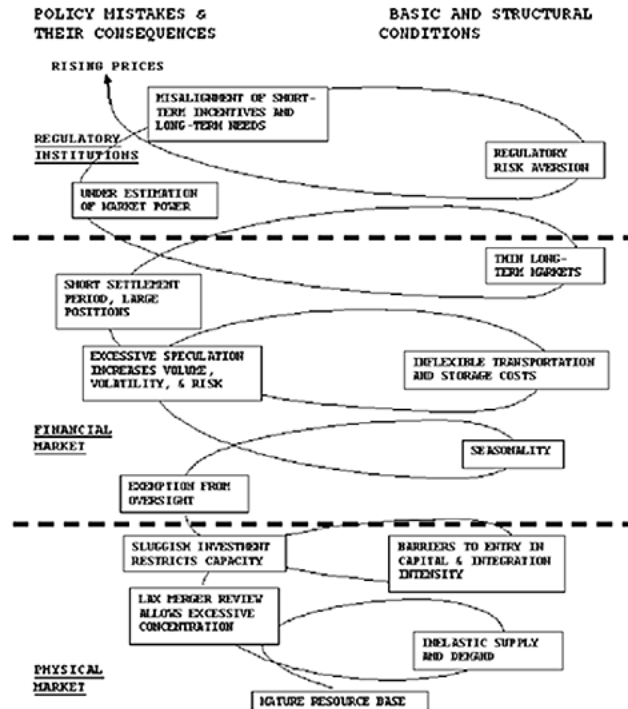 POLICY MISTAKES &
THEIR CONSEQUENCES
BASIC AND STRUCTURAL
CONDITIONS
RISING PRICES
MISALIGNMENT OF SHORT-
TERM INCENTIVES AND
LONG-TERM NEEDS
REGULATORY
INSTITUTIONS
REGULATORY
RISK AVERSION
UNDER ESTIMATION
OF MARKET POWER
THIN LONG-
TERM MARKETS
SHORT SETTLEMENT
PERIOD, LARGE
POSITIONS
EXCESSIVE SPECULATION
INCREASES VOLUME,
VOLATILITY, & RISK
INFLEXIBLE TRANSPORTATION
AND STORAGE COSTS
FINANCIAL
MARKET
SEASONALITY
EXEMPTION FROM
OVERSIGHT
SLUGGISM INVESTMENT
RESTRICTS CAPACITY
BARRIERS TO ENTRY IN
CAPITAL & INTEGRATION
INTENSITY
LAX MERGER REVIEW
ALLOWS EXCESSIVE
CONCENTRATION
INELASTIC SUPPLY
AND DEMAND
PHYSICAL
MARKET
MATURE RESOURCE BASE